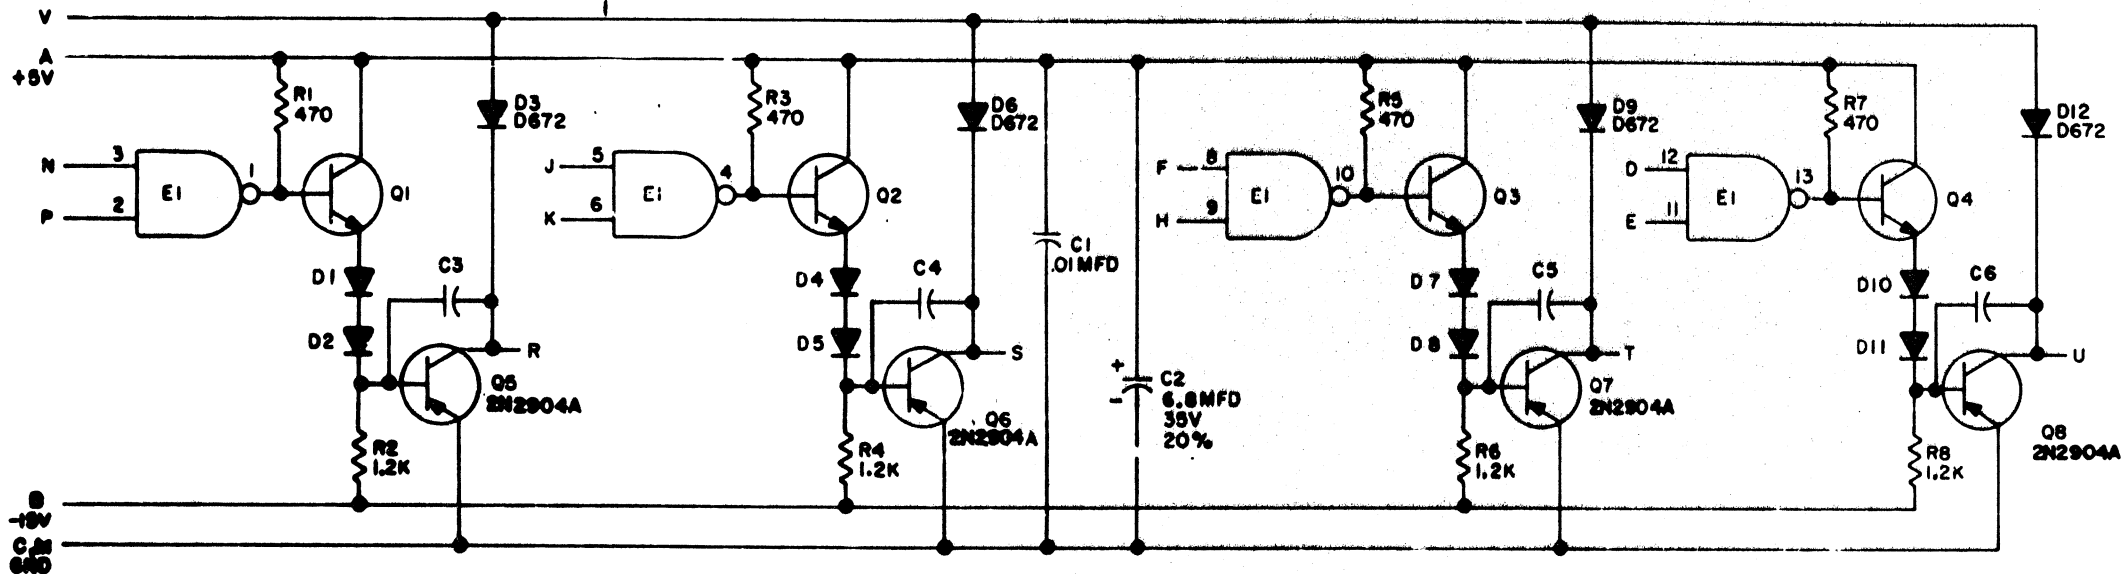 V
A
+5V
R1
470
D3
D672
R3
470
D6
D672
R5
470
D9
D672
R7
470
D12
D672
N
3
P
2
E1
1
Q1
J
5
K
6
E1
4
Q2
F
8
H
9
E1
10
Q3
D
12
E
11
E1
13
Q4
D1
C3
D2
R
Q5
2N2904A
R2
1.2K
D4
C4
D5
S
Q6
2N2904A
R4
1.2K
C1
.01MFD
+
-
C2
6.8MFD
35V
20%
D7
C5
D8
T
Q7
2N2904A
R6
1.2K
D10
C6
D11
U
Q8
2N2904A
R8
1.2K
B
-15V
C,M
GND